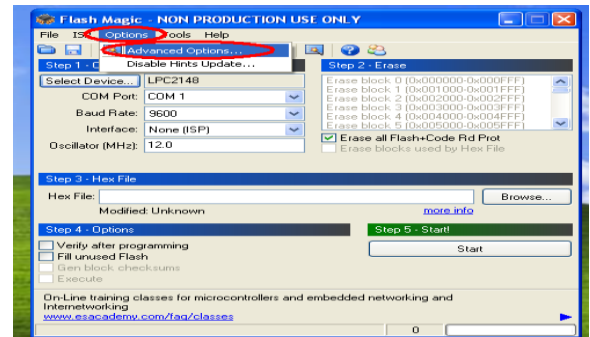 Flash Magic - NON PRODUCTION USE ONLY
File ISP Options Tools Help
Advanced Options...
Disable Hints Update...
Step 1 - C
Step 2 - Erase
Select Device... LPC2148
COM Port: COM 1
Baud Rate: 9600
Interface: None (ISP)
Oscillator (MHz): 12.0
Erase block 0 (0x000000-0x000FFF)
Erase block 1 (0x001000-0x001FFF)
Erase block 2 (0x002000-0x002FFF)
Erase block 3 (0x003000-0x003FFF)
Erase block 4 (0x004000-0x004FFF)
Erase block 5 (0x005000-0x005FFF)
Erase all Flash+Code Rd Prot
Erase blocks used by Hex File
Step 3 - Hex File
Hex File: Browse...
Modified: Unknown more info
Step 4 - Options
Verify after programming
Fill unused Flash
Gen block checksums
Execute
Step 5 - Start!
Start
On-Line training classes for microcontrollers and embedded networking and
Internetworking
www.esacademy.com/faq/classes
0